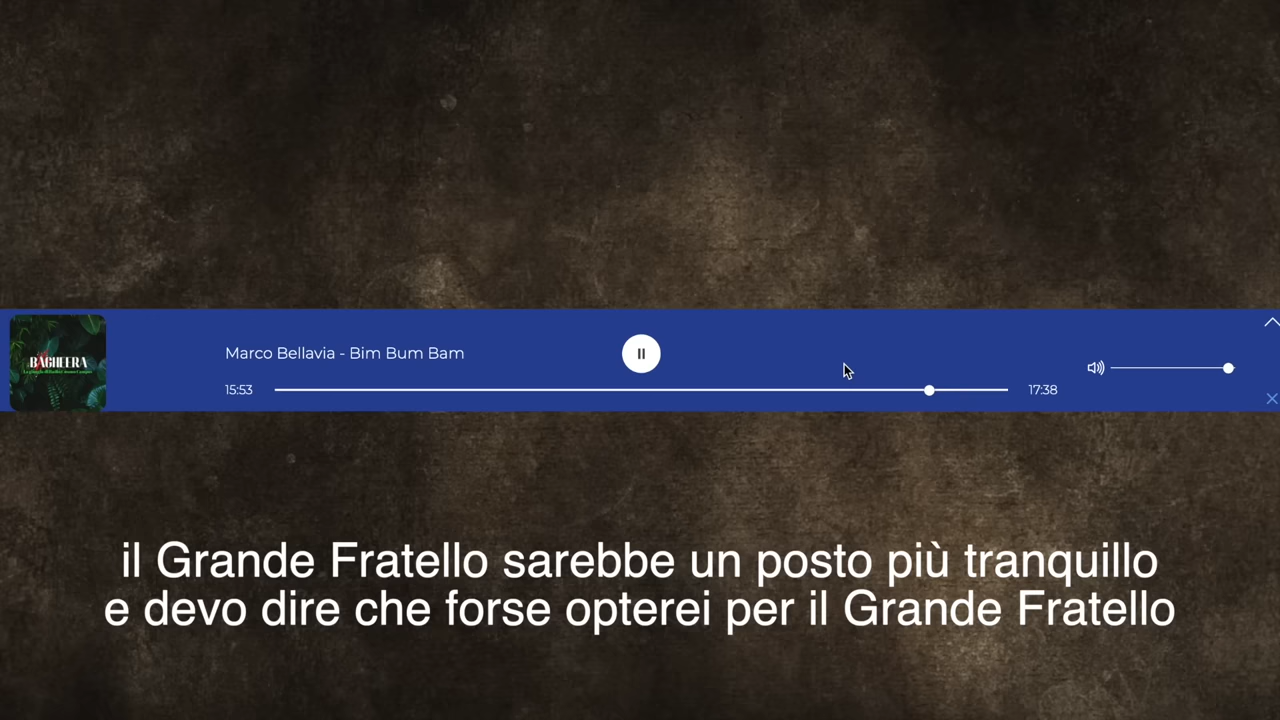 BAGHEERA
Marco Bellavia - Bim Bum Bam
15:53
17:38
il Grande Fratello sarebbe un posto più tranquillo
e devo dire che forse opterei per il Grande Fratello